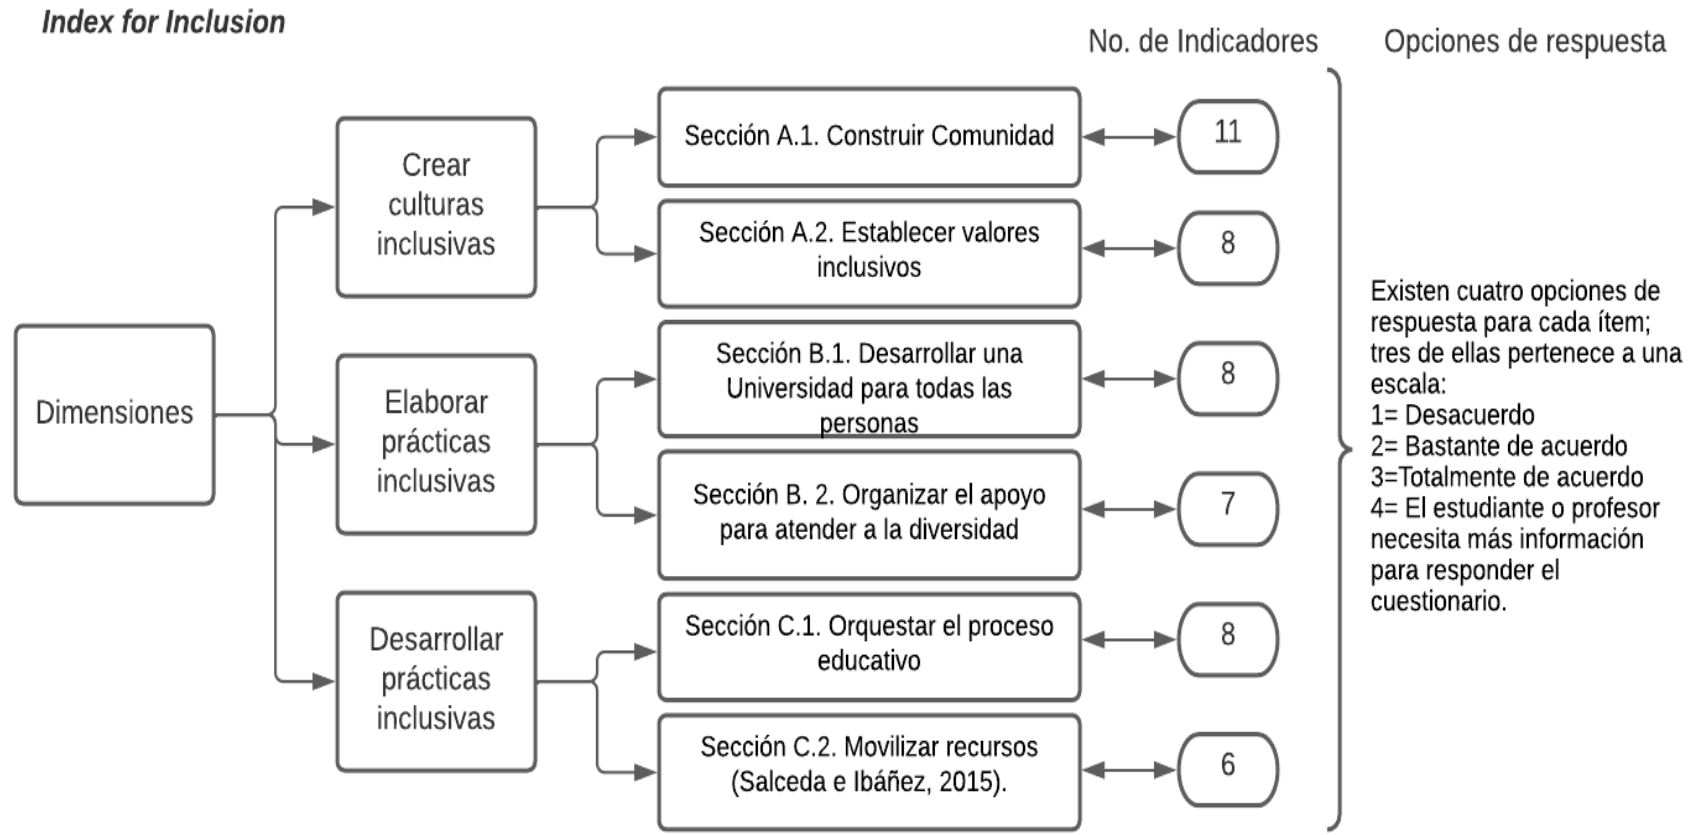 Index for Inclusion
No. de Indicadores
Opciones de respuesta
Dimensiones
Crear
culturas
inclusivas
Sección A.1. Construir Comunidad
11
Sección A.2. Establecer valores
inclusivos
8
Elaborar
prácticas
inclusivas
Sección B.1. Desarrollar una
Universidad para todas las
personas
8
Sección B. 2. Organizar el apoyo
para atender a la diversidad
7
Desarrollar
prácticas
inclusivas
Sección C.1. Orquestar el proceso
educativo
8
Sección C.2. Movilizar recursos
(Salceda e Ibáñez, 2015).
6
Existen cuatro opciones de
respuesta para cada ítem;
tres de ellas pertenece a una
escala:
1= Desacuerdo
2= Bastante de acuerdo
3=Totalmente de acuerdo
4= El estudiante o profesor
necesita más información
para responder el
cuestionario.